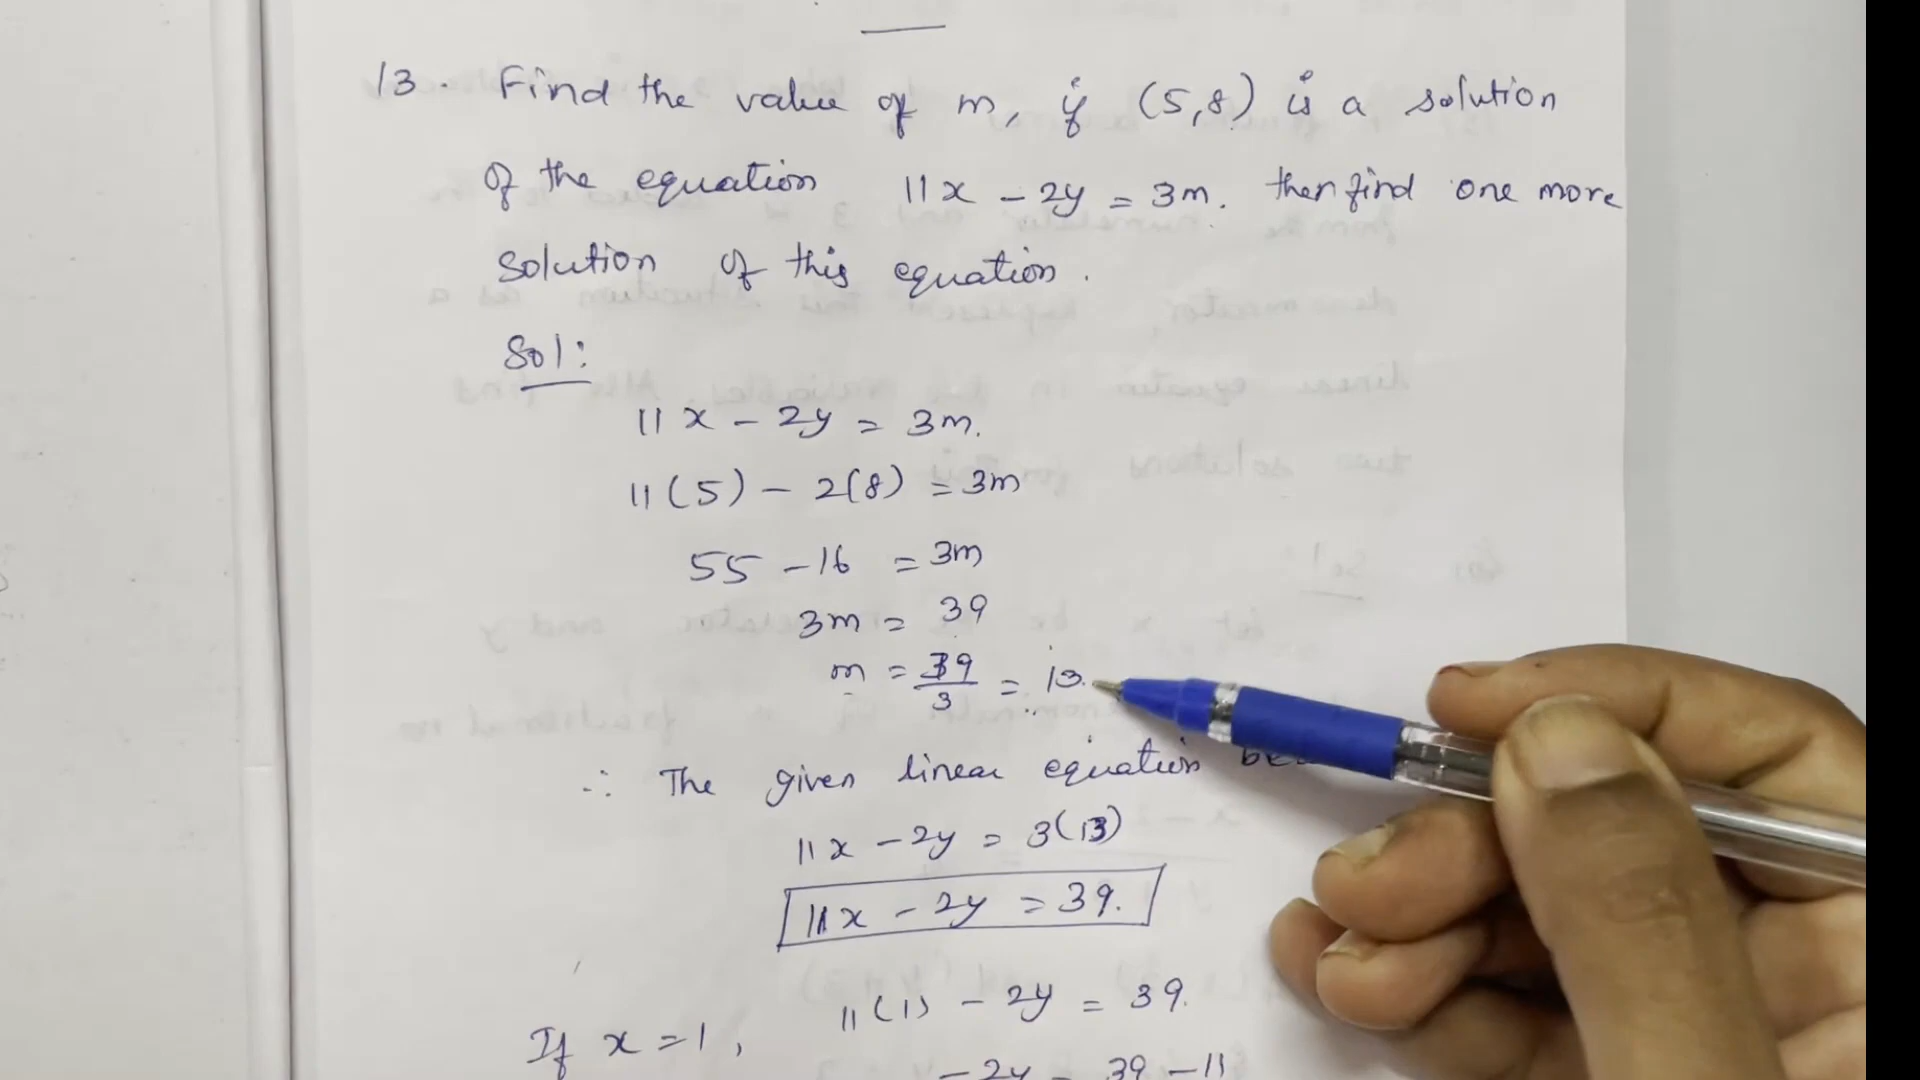 13. Find the value of m, if (5,8) is a solution
of the equation 11x - 2y = 3m. then find one more
solution of this equation.
Sol:
11x - 2y = 3m.
11(5) - 2(8) = 3m
55 - 16 = 3m
3m = 39
m = 39/3 = 13.
∴ The given linear equation
11x - 2y = 3(13)
11x - 2y = 39.
If x = 1, 11(1) - 2y = 39.
-2y = 39 - 11